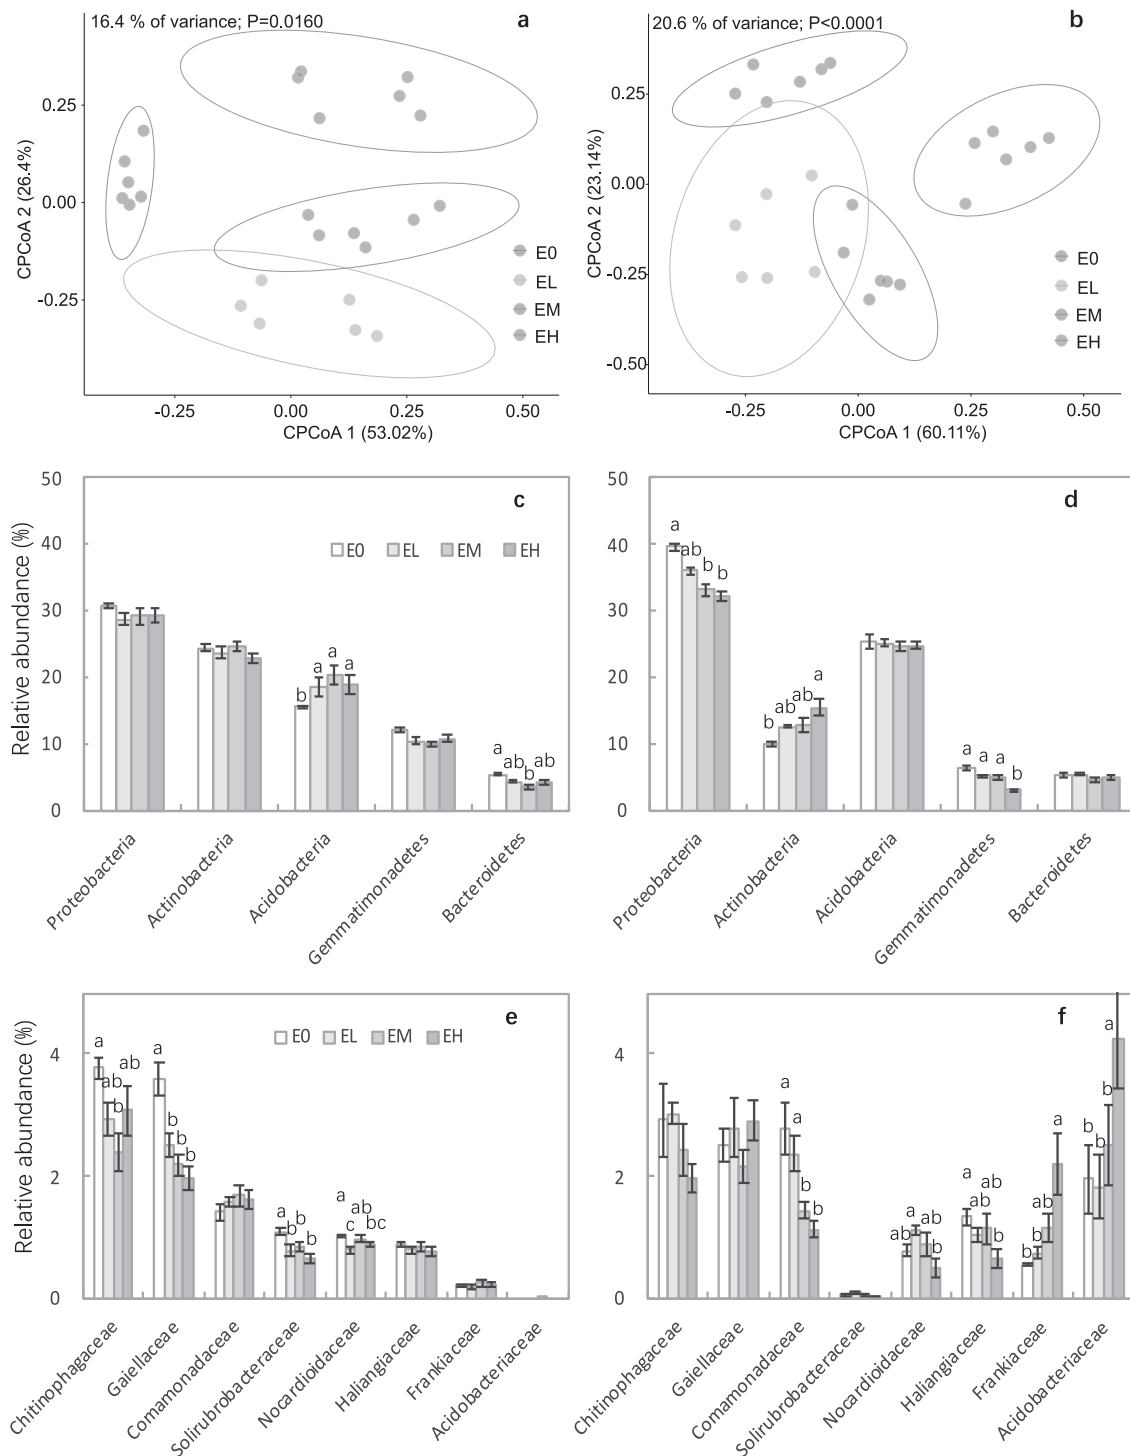 16.4 % of variance; P=0.0160
a
0.25
0.00
-0.25
CPCoA 2 (26.4%)
E0
EL
EM
EH
-0.25
0.00
0.25
0.50
CPCoA 1 (53.02%)
20.6 % of variance; P<0.0001
b
0.25
0.00
-0.25
-0.50
CPCoA 2 (23.14%)
E0
EL
EM
EH
-0.25
0.00
0.25
0.50
CPCoA 1 (60.11%)
c
50
40
30
20
10
0
Relative abundance (%)
E0 EL EM EH
b a a a
a ab b ab
Proteobacteria
Actinobacteria
Acidobacteria
Gemmatimonadetes
Bacteroidetes
d
50
40
30
20
10
0
a ab b b
b ab ab a
a a a b
Proteobacteria
Actinobacteria
Acidobacteria
Gemmatimonadetes
Bacteroidetes
e
4
2
0
Relative abundance (%)
E0 EL EM EH
a ab b ab
a b b b
a b b b
a c ab bc
Chitinophagaceae
Gaiellaceae
Comamonadaceae
Solirubrobacteraceae
Nocardioidaceae
Haliangiaceae
Frankiaceae
Acidobacteriaceae
f
4
2
0
a a b b
ab a ab b
a ab ab b
b b ab a
b b b a
Chitinophagaceae
Gaiellaceae
Comamonadaceae
Solirubrobacteraceae
Nocardioidaceae
Haliangiaceae
Frankiaceae
Acidobacteriaceae